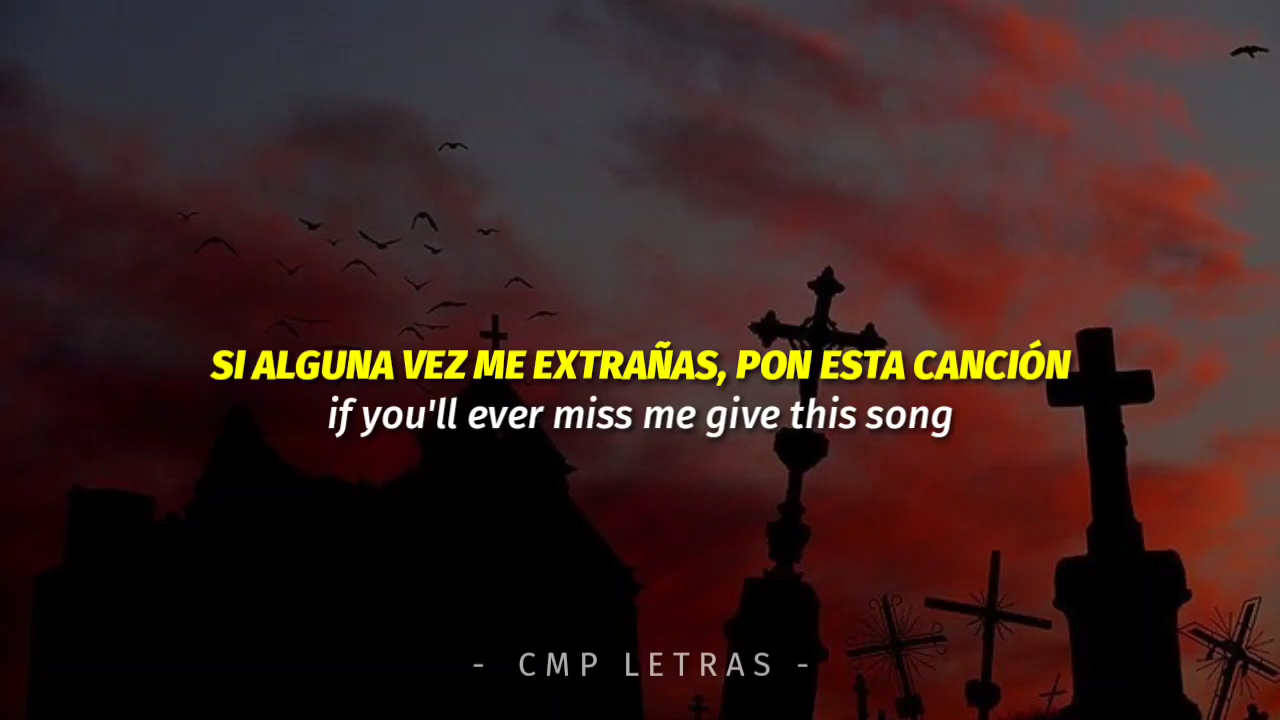 SI ALGUNA VEZ ME EXTRAÑAS, PON ESTA CANCIÓN
if you'll ever miss me give this song
- CMP LETRAS -